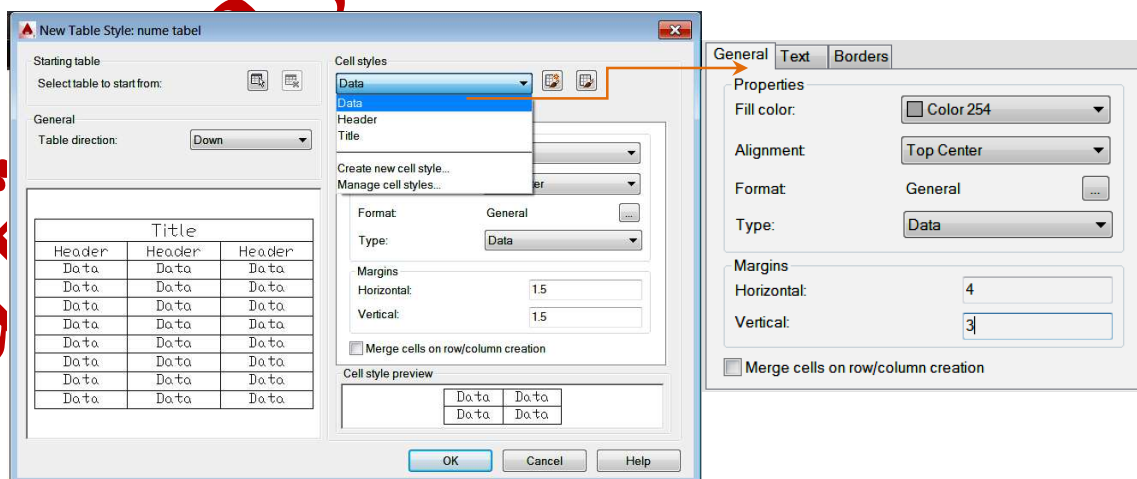 New Table Style: nume tabel
Starting table
Select table to start from:
General
Table direction:
Down
Title
Header Header Header
Data Data Data
Data Data Data
Data Data Data
Data Data Data
Data Data Data
Data Data Data
Data Data Data
Data Data Data
Cell styles
Data
Data
Header
Title
Create new cell style...
Manage cell styles...
er
Format: General ...
Type: Data
Margins
Horizontal: 1.5
Vertical: 1.5
Merge cells on row/column creation
Cell style preview
Data Data
Data Data
OK Cancel Help
General Text Borders
Properties
Fill color: Color 254
Alignment: Top Center
Format: General ...
Type: Data
Margins
Horizontal: 4
Vertical: 3
Merge cells on row/column creation